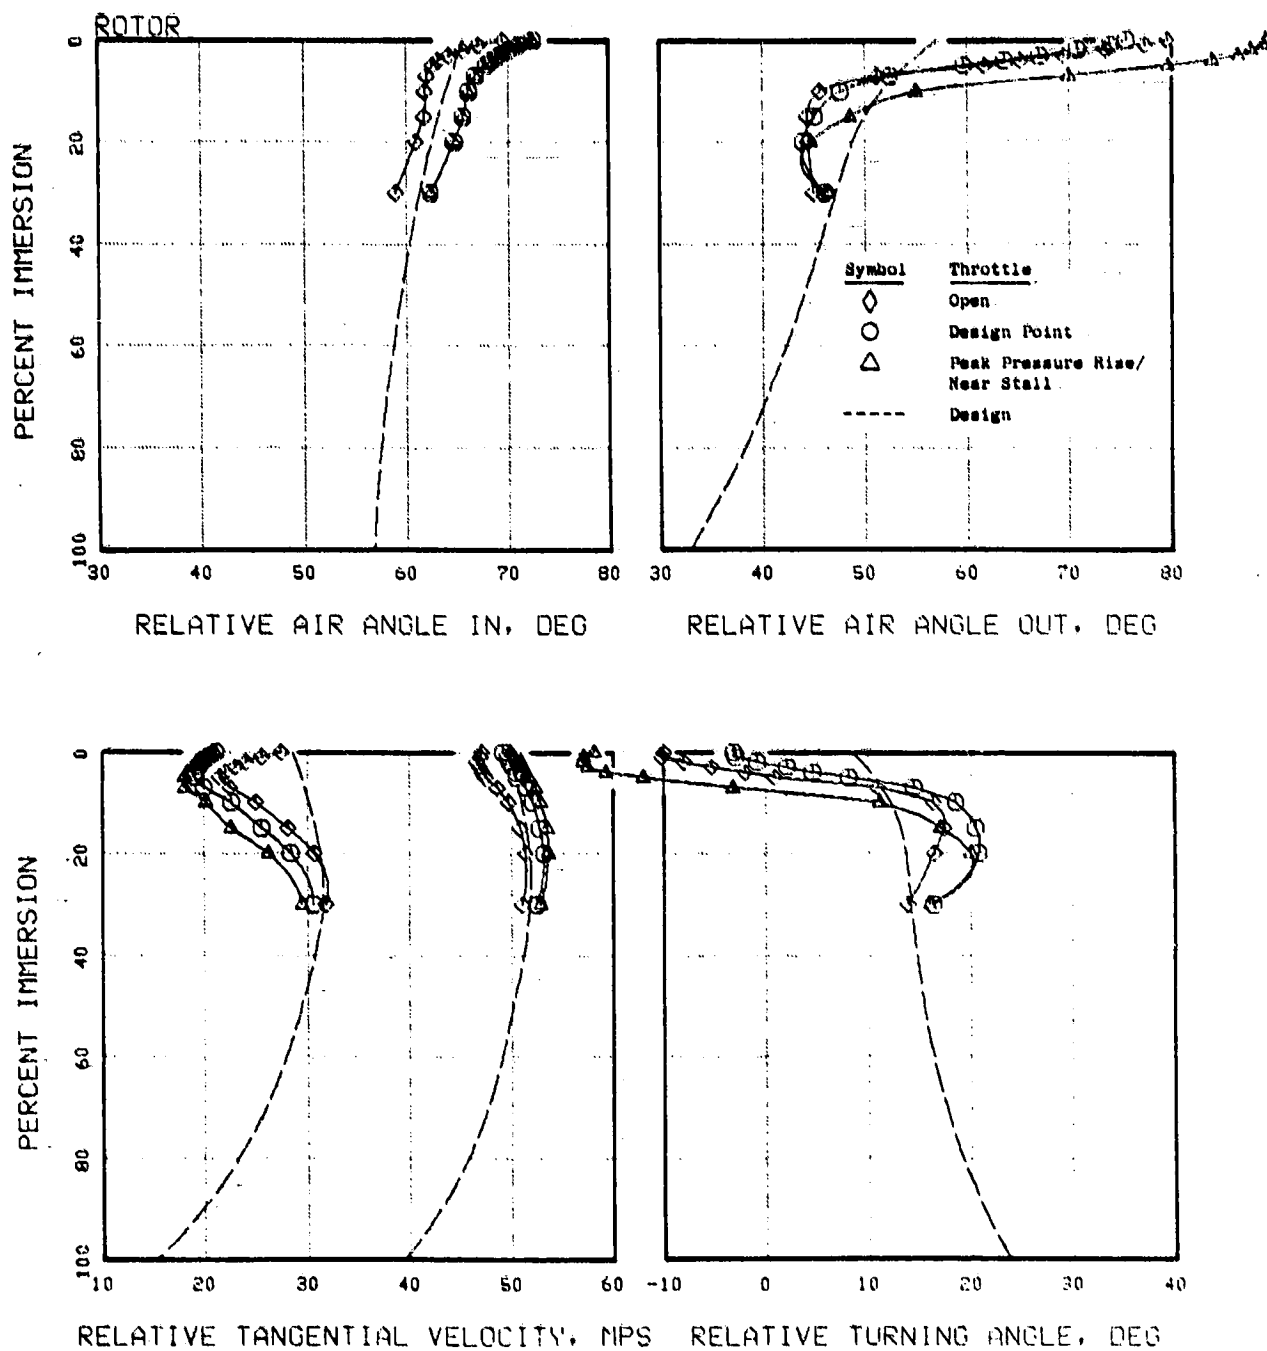 ROTOR
PERCENT IMMERSION
0
20
40
60
80
100
30
40
50
60
70
80
RELATIVE AIR ANGLE IN, DEG
Symbol Throttle
Open
Design Point
Peak Pressure Rise/
Near Stall
Design
30
40
50
60
70
80
RELATIVE AIR ANGLE OUT, DEG
PERCENT IMMERSION
0
20
40
60
80
100
10
20
30
40
50
60
RELATIVE TANGENTIAL VELOCITY, MPS
-10
0
10
20
30
40
RELATIVE TURNING ANGLE, DEG